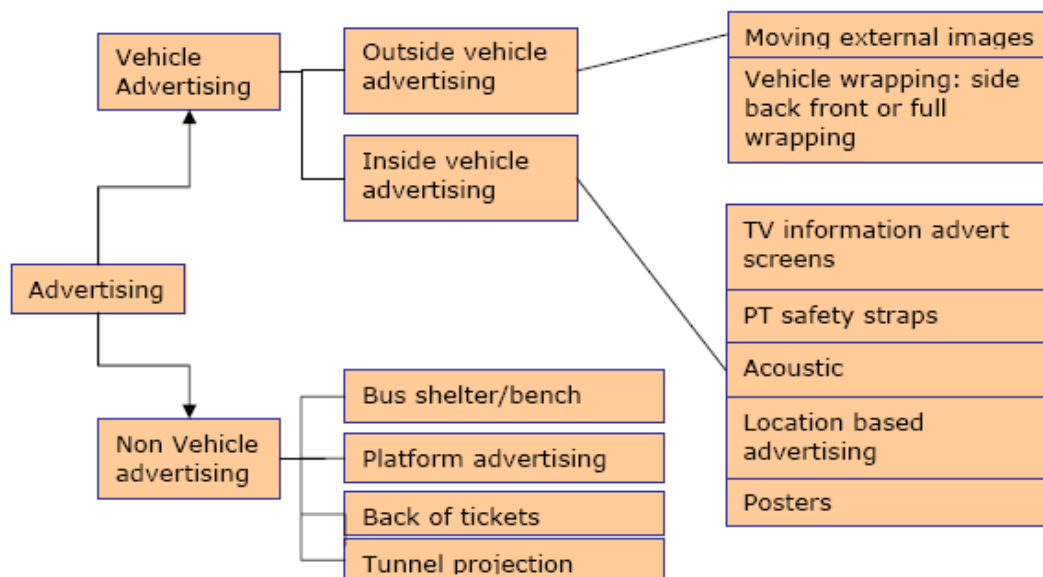 Vehicle
Advertising
Outside vehicle
advertising
Moving external images
Vehicle wrapping: side
back front or full
wrapping
Inside vehicle
advertising
TV information advert
screens
PT safety straps
Acoustic
Location based
advertising
Posters
Advertising
Non Vehicle
advertising
Bus shelter/bench
Platform advertising
Back of tickets
Tunnel projection